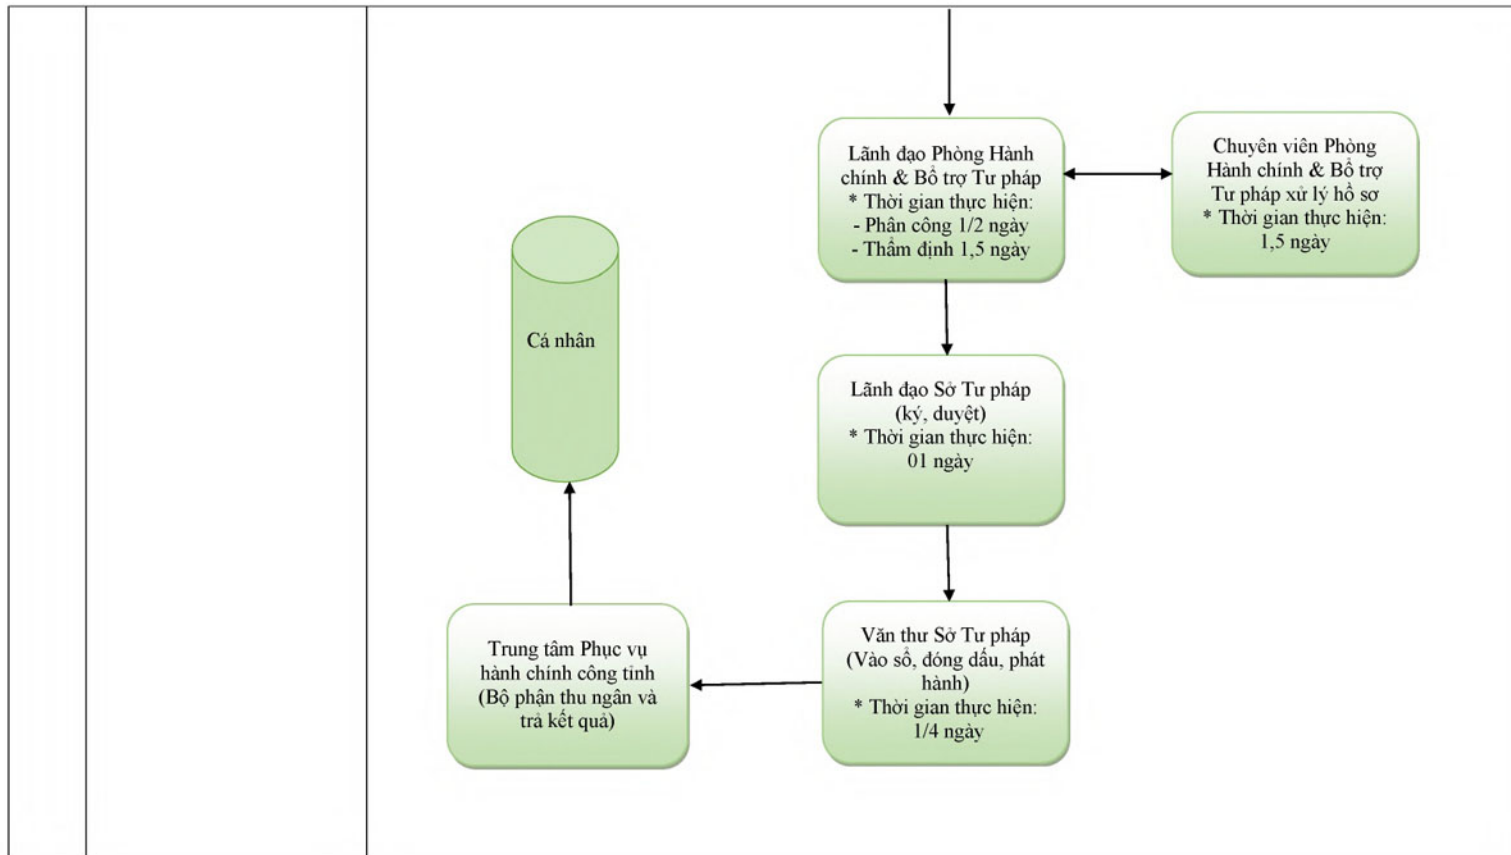 Lãnh đạo Phòng Hành
chính & Bổ trợ Tư pháp
* Thời gian thực hiện:
- Phân công 1/2 ngày
- Thẩm định 1,5 ngày
Chuyên viên Phòng
Hành chính & Bổ trợ
Tư pháp xử lý hồ sơ
* Thời gian thực hiện:
1,5 ngày
Cá nhân
Lãnh đạo Sở Tư pháp
(ký, duyệt)
* Thời gian thực hiện:
01 ngày
Trung tâm Phục vụ
hành chính công tỉnh
(Bộ phận thu ngân và
trả kết quả)
Văn thư Sở Tư pháp
(Vào sổ, đóng dấu, phát
hành)
* Thời gian thực hiện:
1/4 ngày